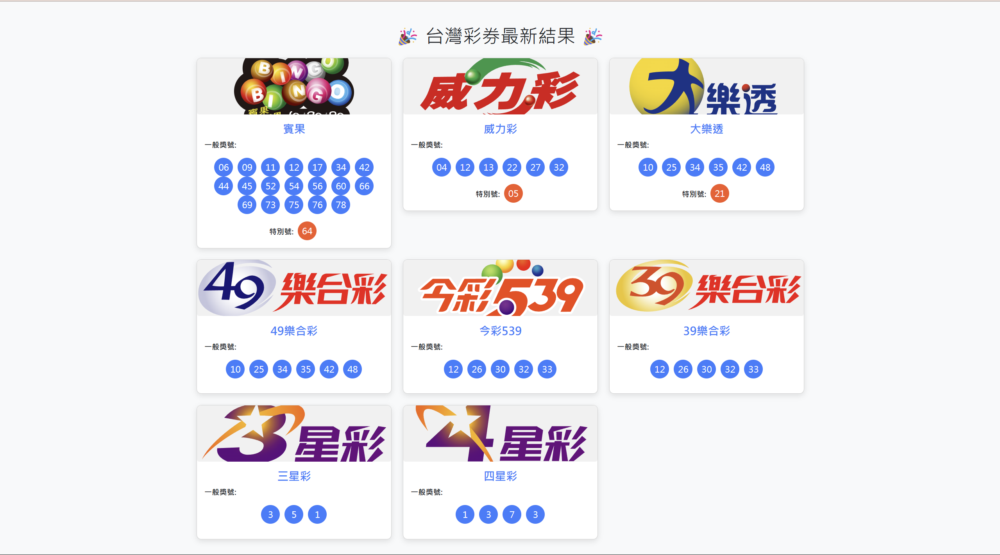 🎉 台灣彩券最新結果 🎉
BINGO
BINGO
賓果
賓果
一般獎號:
06 09 11 12 17 34 42
44 45 52 54 56 60 66
69 73 75 76 78
特別號: 64
威力彩
威力彩
一般獎號:
04 12 13 22 27 32
特別號: 05
大樂透
大樂透
一般獎號:
10 25 34 35 42 48
特別號: 21
49樂合彩
49樂合彩
一般獎號:
10 25 34 35 42 48
今彩539
今彩539
一般獎號:
12 26 30 32 33
39樂合彩
39樂合彩
一般獎號:
12 26 30 32 33
3星彩
三星彩
一般獎號:
3 5 1
4星彩
四星彩
一般獎號:
1 3 7 3